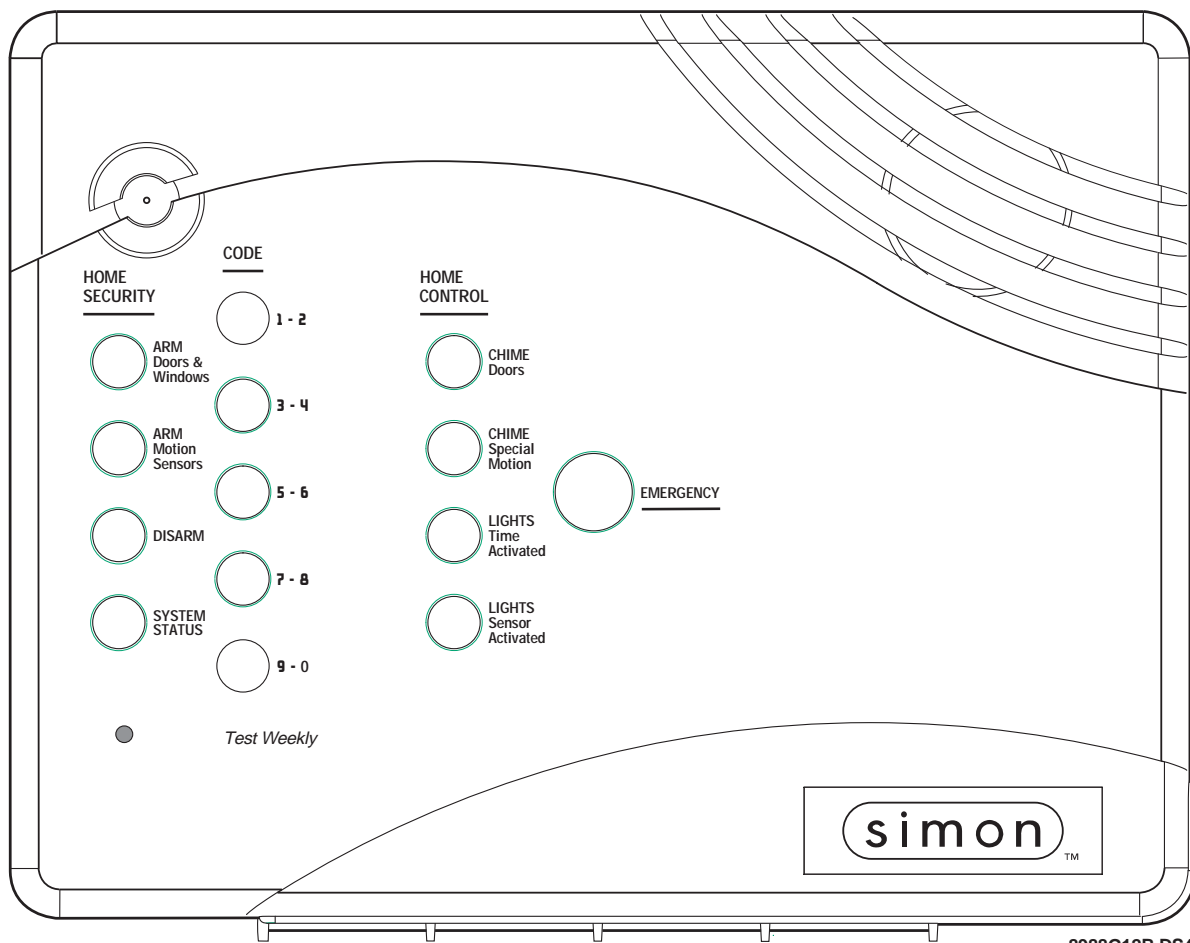 CODE
HOME
SECURITY
ARM
Doors &
Windows
ARM
Motion
Sensors
DISARM
SYSTEM
STATUS
1 - 2
3 - 4
5 - 6
7 - 8
9 - 0
HOME
CONTROL
CHIME
Doors
CHIME
Special
Motion
LIGHTS
Time
Activated
LIGHTS
Sensor
Activated
EMERGENCY
Test Weekly
simon
TM